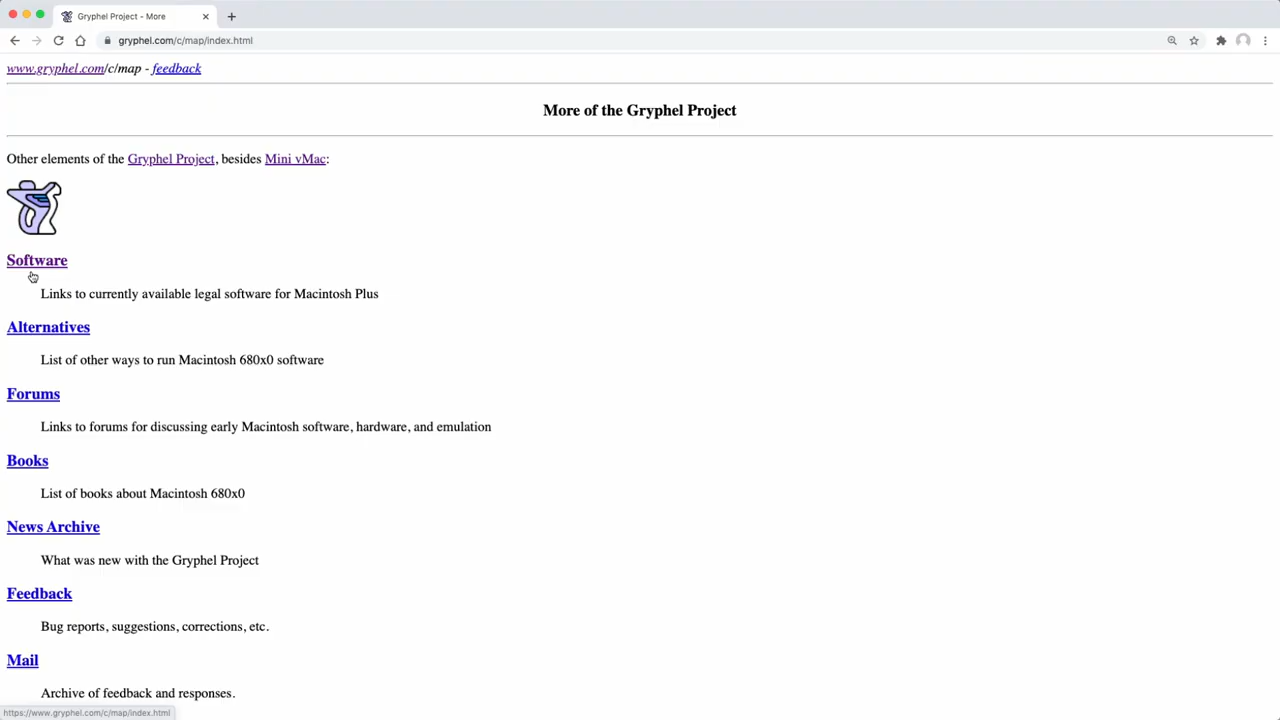 Gryphel Project - More
gryphel.com/c/map/index.html
www.gryphel.com/c/map - feedback
More of the Gryphel Project
Other elements of the Gryphel Project, besides Mini vMac:
Software
Links to currently available legal software for Macintosh Plus
Alternatives
List of other ways to run Macintosh 680x0 software
Forums
Links to forums for discussing early Macintosh software, hardware, and emulation
Books
List of books about Macintosh 680x0
News Archive
What was new with the Gryphel Project
Feedback
Bug reports, suggestions, corrections, etc.
Mail
Archive of feedback and responses.
https://www.gryphel.com/c/map/index.html